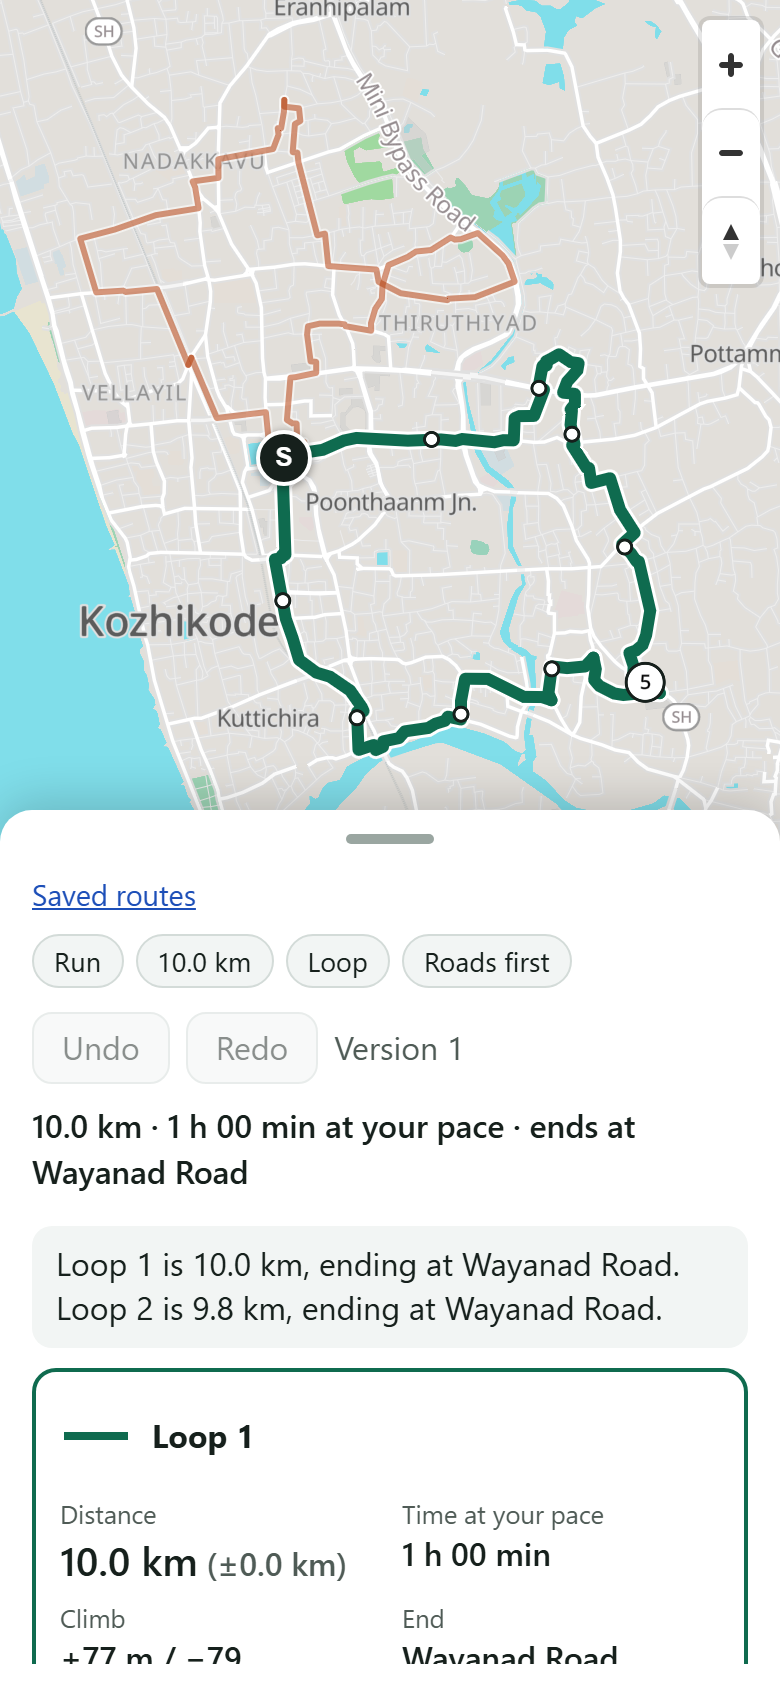 Eranhipalam
SH
Mini Bypass Road
NADAKKAVU
THIRUTHIYAD
Pottamm
VELLAYIL
S
Poonthaanm Jn.
Kozhikode
5
Kuttichira
SH
Saved routes
Run
10.0 km
Loop
Roads first
Undo
Redo
Version 1
10.0 km · 1 h 00 min at your pace · ends at
Wayanad Road
Loop 1 is 10.0 km, ending at Wayanad Road.
Loop 2 is 9.8 km, ending at Wayanad Road.
Loop 1
Distance
Time at your pace
10.0 km (±0.0 km)
1 h 00 min
Climb
End
+77 m / −79
Wayanad Road